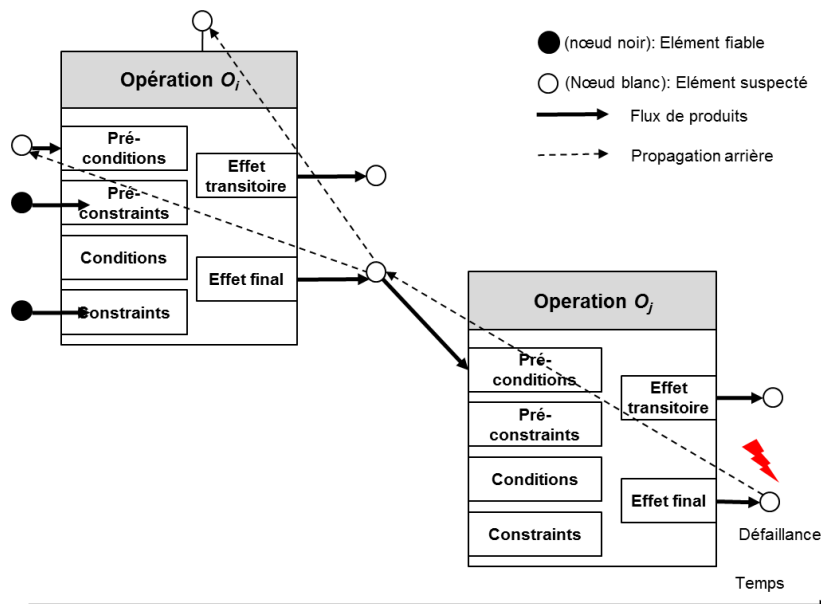 (nœud noir): Elément fiable
(Nœud blanc): Elément suspecté
Flux de produits
Propagation arrière
Opération Oi
Pré-
conditions
Pré-
constraints
Conditions
Constraints
Effet
transitoire
Effet final
Operation Oj
Pré-
conditions
Pré-
constraints
Conditions
Constraints
Effet
transitoire
Effet final
Défaillance
Temps